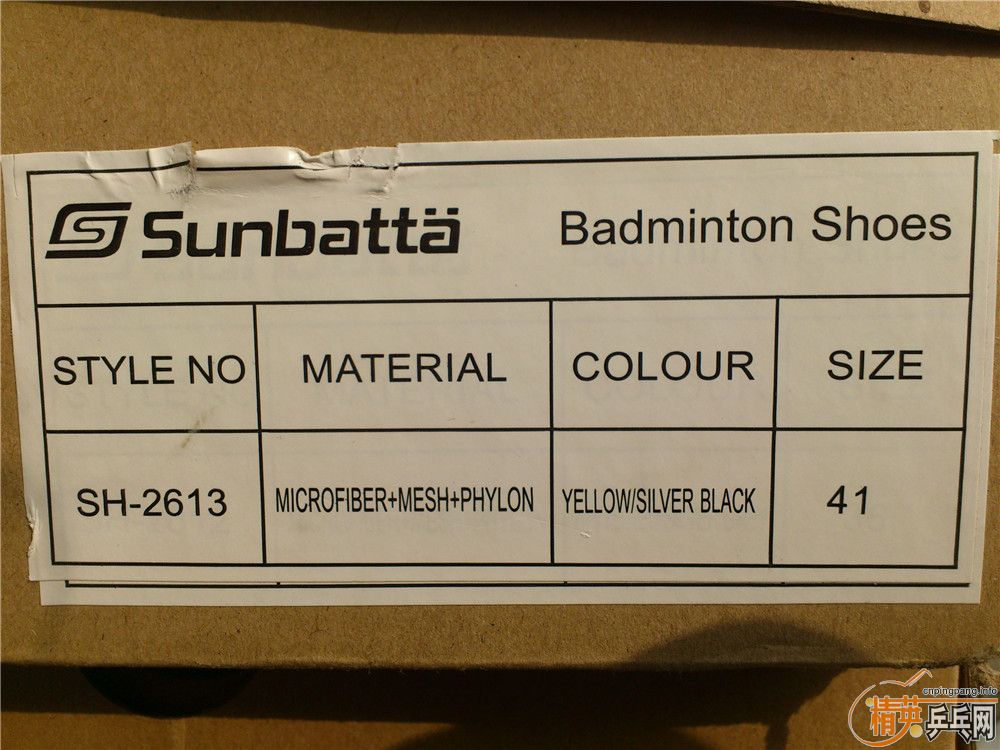 Sunbattä Badminton Shoes
STYLE NO MATERIAL COLOUR SIZE
SH-2613 MICROFIBER+MESH+PHYLON YELLOW/SILVER BLACK 41
cnpingpang.info
精英乒乓网